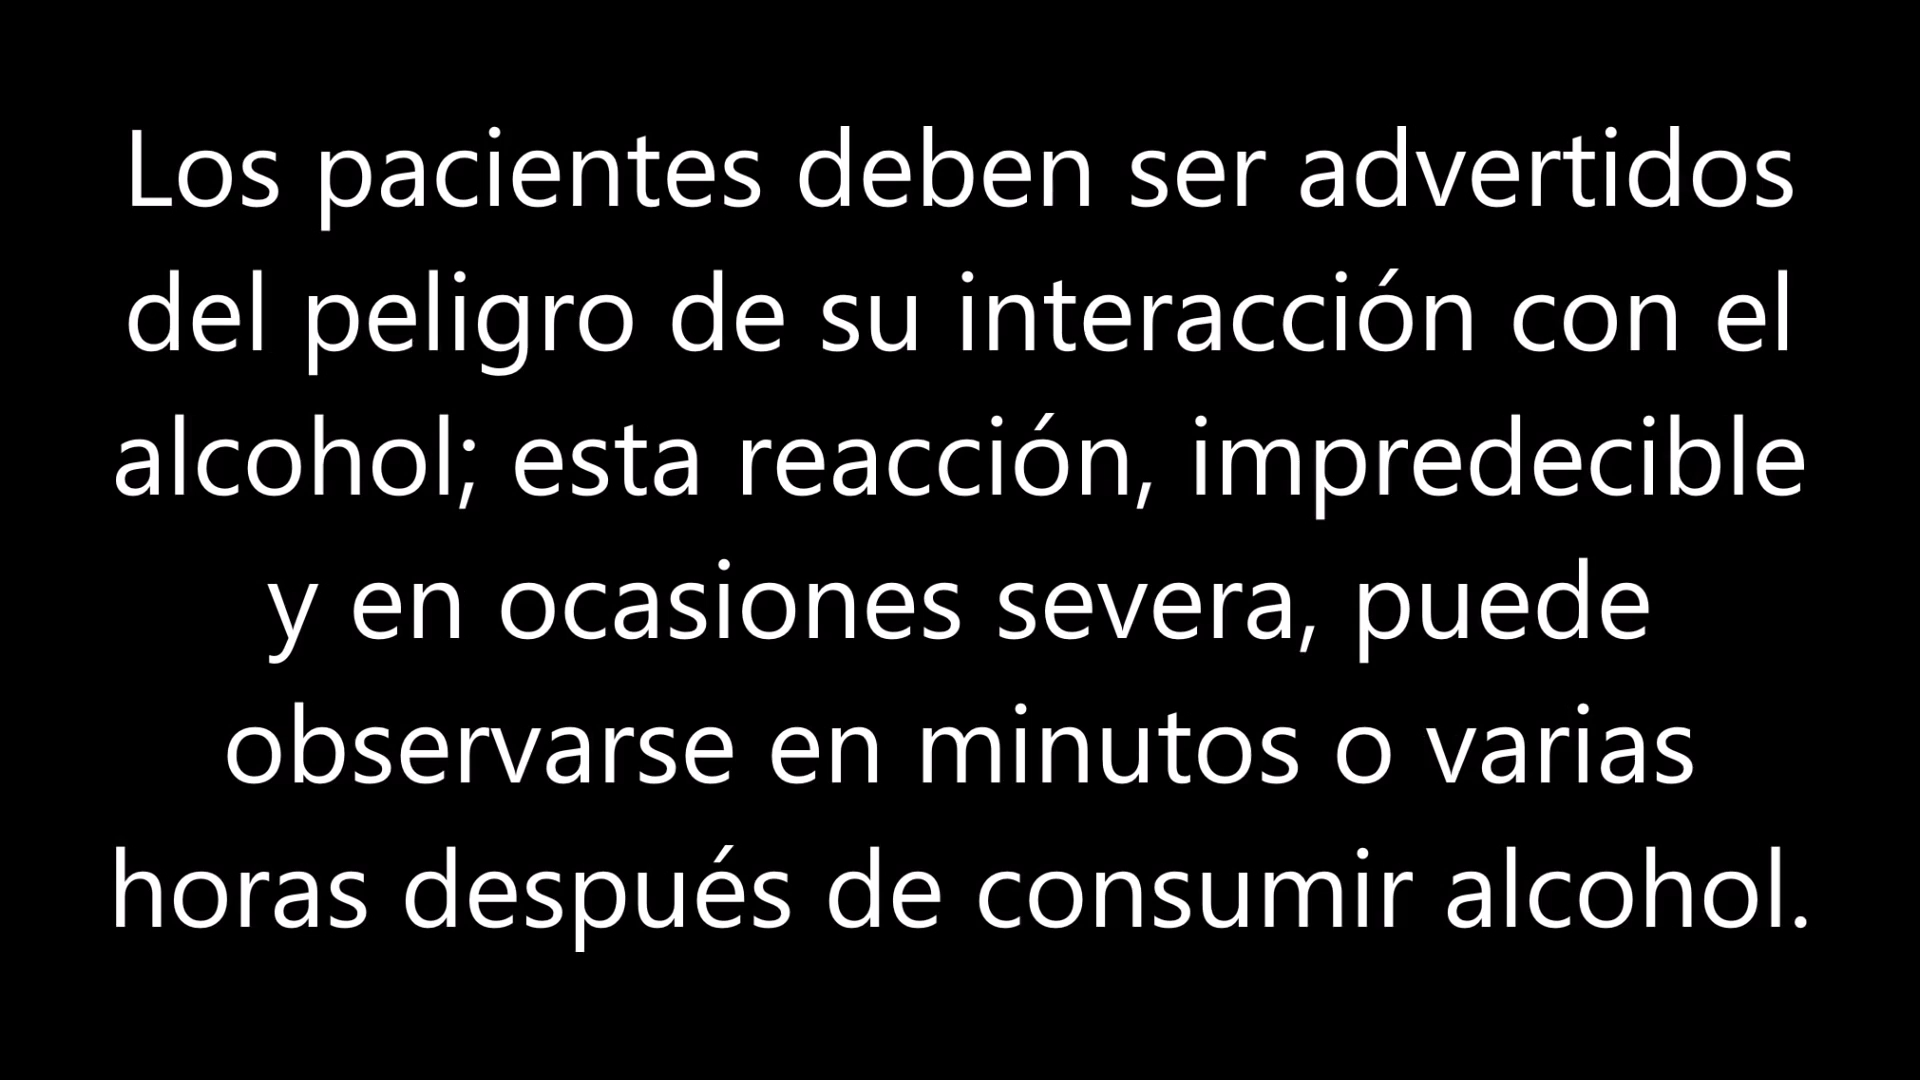 Los pacientes deben ser advertidos
del peligro de su interacción con el
alcohol; esta reacción, impredecible
y en ocasiones severa, puede
observarse en minutos o varias
horas después de consumir alcohol.